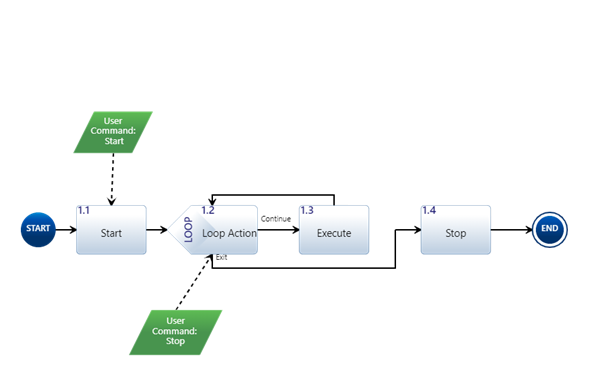 User
Command:
Start
START
1.1
Start
LOOP
1.2
Loop Action
Continue
1.3
Execute
Exit
1.4
Stop
END
User
Command:
Stop